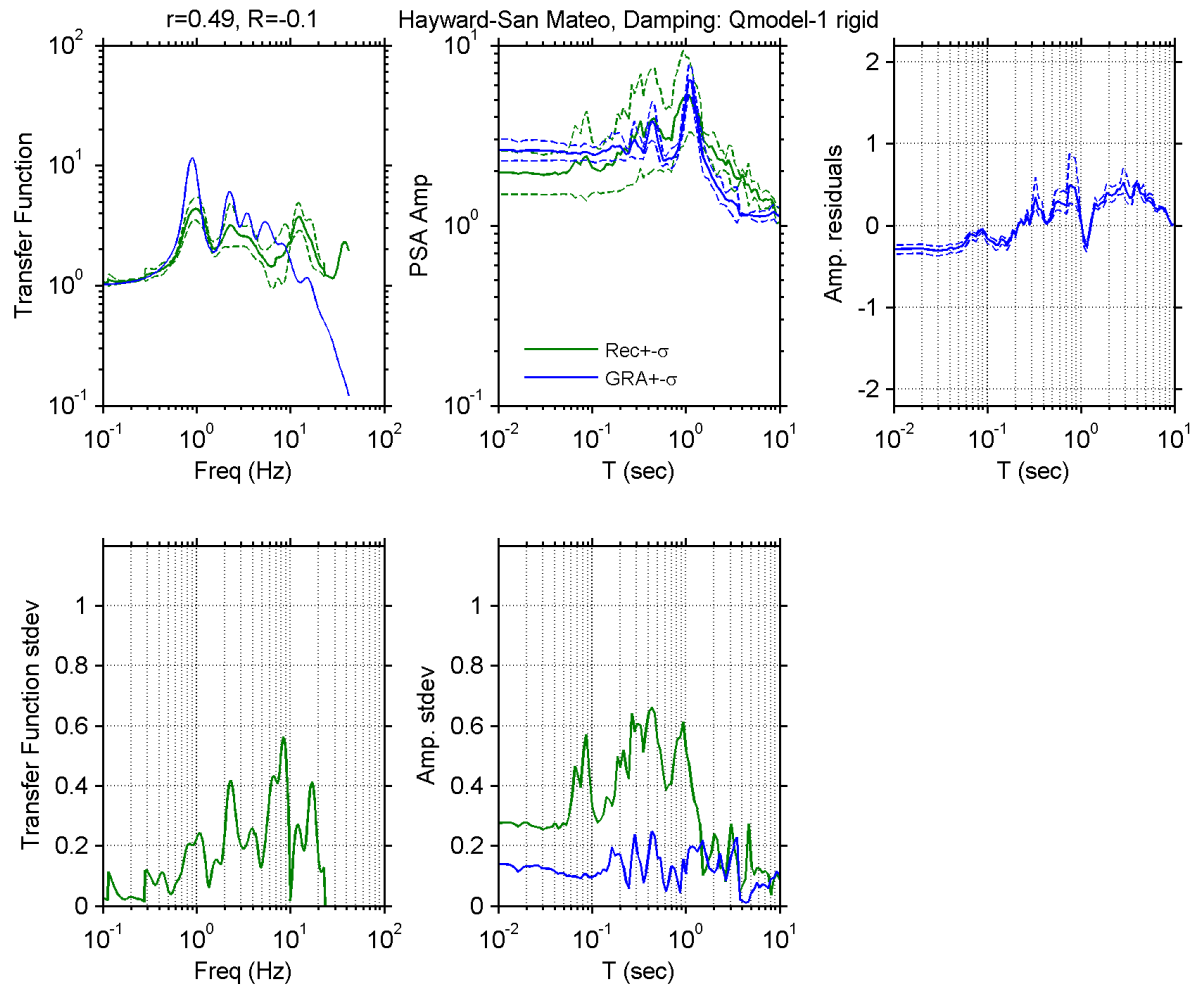 r=0.49, R=-0.1
Hayward-San Mateo, Damping: Qmodel-1 rigid
Transfer Function
10^2
10^1
10^0
10^-1
10^-1 10^0 10^1 10^2
Freq (Hz)
PSA Amp
10^1
10^0
10^-1
Rec+-σ
GRA+-σ
10^-2 10^-1 10^0 10^1
T (sec)
Amp. residuals
2
1
0
-1
-2
10^-2 10^-1 10^0 10^1
T (sec)
Transfer Function stdev
1
0.8
0.6
0.4
0.2
0
10^-1 10^0 10^1 10^2
Freq (Hz)
Amp. stdev
1
0.8
0.6
0.4
0.2
0
10^-2 10^-1 10^0 10^1
T (sec)